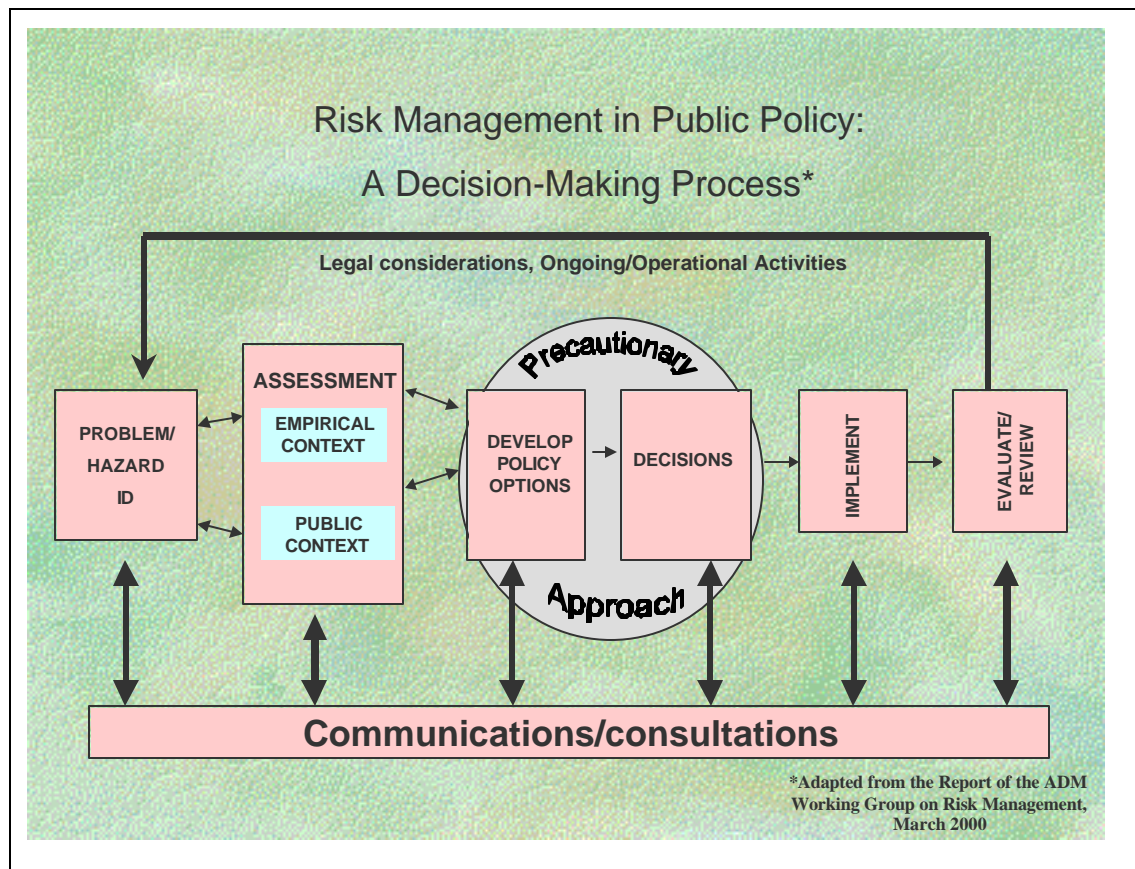 Risk Management in Public Policy:
A Decision-Making Process*
Legal considerations, Ongoing/Operational Activities
PROBLEM/
HAZARD
ID
ASSESSMENT
EMPIRICAL
CONTEXT
PUBLIC
CONTEXT
Precautionary
DEVELOP
POLICY
OPTIONS
DECISIONS
Approach
IMPLEMENT
EVALUATE/
REVIEW
Communications/consultations
*Adapted from the Report of the ADM
Working Group on Risk Management,
March 2000